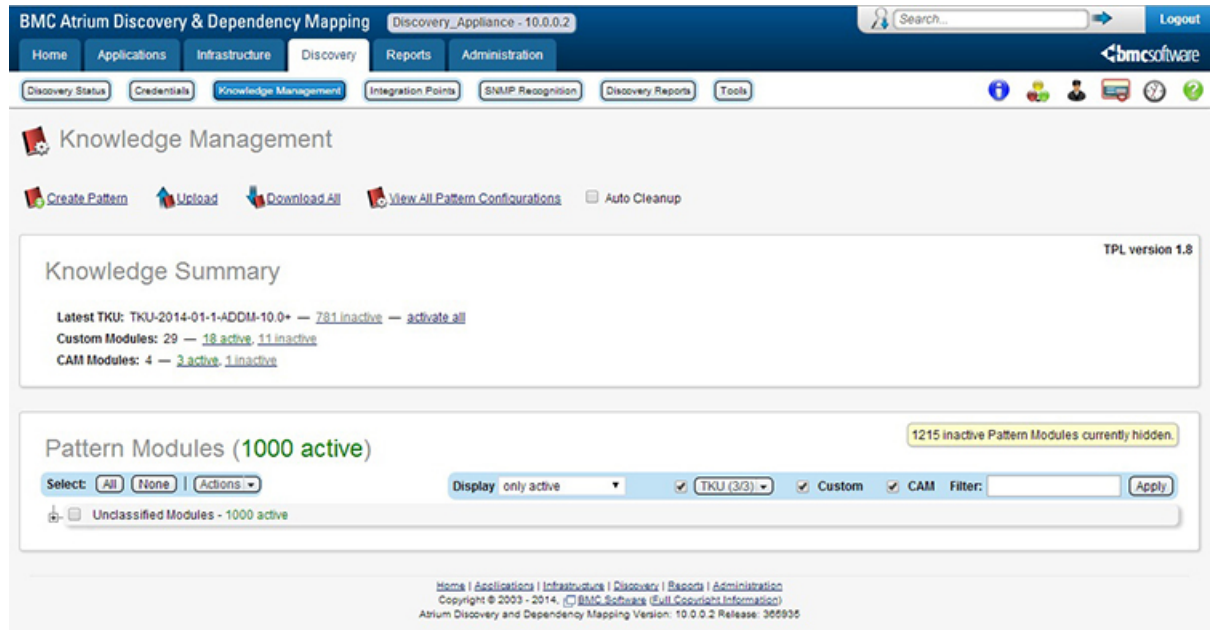 BMC Atrium Discovery & Dependency Mapping Discovery_Appliance - 10.0.0.2 Search... Logout
Home Applications Infrastructure Discovery Reports Administration bmcsoftware
Discovery Status Credentials Knowledge Management Integration Points SNMP Recognition Discovery Reports Tools
Knowledge Management
Create Pattern Upload Download All View All Pattern Configurations Auto Cleanup
TPL version 1.8
Knowledge Summary
Latest TKU: TKU-2014-01-1-ADDM-10.0+ — 781 inactive — activate all
Custom Modules: 29 — 18 active, 11 inactive
CAM Modules: 4 — 3 active, 1 inactive
1215 inactive Pattern Modules currently hidden.
Pattern Modules (1000 active)
Select: All None | Actions Display only active TKU (3/3) Custom CAM Filter: Apply
Unclassified Modules - 1000 active
Home | Applications | Infrastructure | Discovery | Reports | Administration
Copyright © 2003 - 2014, BMC Software (Full Copyright Information)
Atrium Discovery and Dependency Mapping Version: 10.0.0.2 Release: 365935